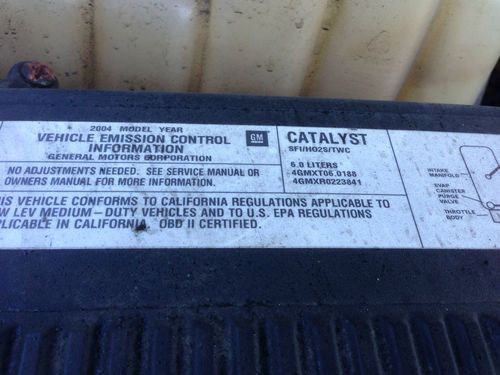 2004 MODEL YEAR
VEHICLE EMISSION CONTROL
INFORMATION
GENERAL MOTORS CORPORATION
GM
NO ADJUSTMENTS NEEDED. SEE SERVICE MANUAL OR
OWNERS MANUAL FOR MORE INFORMATION.
CATALYST
SFI/HO2S/TWC
6.0 LITERS
4GMXT06.0188
4GMXR0223841
THIS VEHICLE CONFORMS TO CALIFORNIA REGULATIONS APPLICABLE TO
LEV MEDIUM-DUTY VEHICLES AND TO U.S. EPA REGULATIONS
APPLICABLE IN CALIFORNIA. OBD II CERTIFIED.
INTAKE
MANIFOLD
EVAP
CANISTER
PURGE
VALVE
THROTTLE
BODY